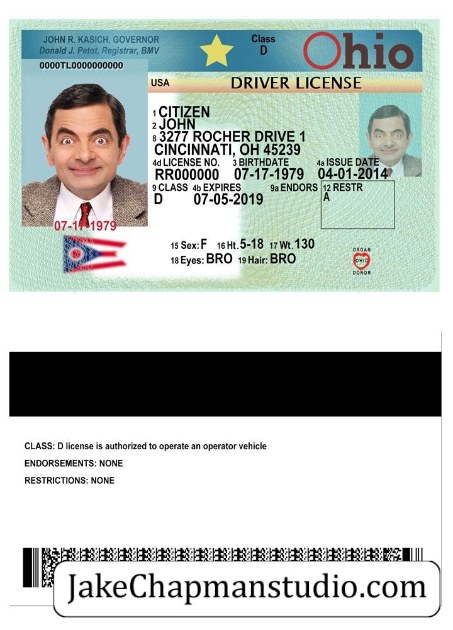 JOHN R. KASICH, GOVERNOR
Donald J. Petot, Registrar, BMV
Class
D
Ohio
0000TL0000000000
USA DRIVER LICENSE
1 CITIZEN
2 JOHN
8 3277 ROCHER DRIVE 1
CINCINNATI, OH 45239
4d LICENSE NO. 3 BIRTHDATE 4a ISSUE DATE
RR000000 07-17-1979 04-01-2014
9 CLASS 4b EXPIRES 9a ENDORS 12 RESTR
D 07-05-2019 A
07-17-1979
15 Sex: F 16 Ht. 5-18 17 Wt. 130
18 Eyes: BRO 19 Hair: BRO
ORGAN
OHIO
DONOR
CLASS: D license is authorized to operate an operator vehicle
ENDORSEMENTS: NONE
RESTRICTIONS: NONE
JakeChapmanstudio.com